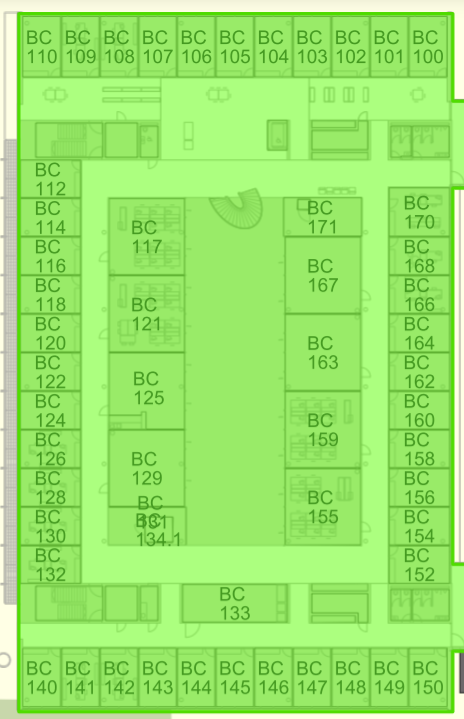 BC 110
BC 109
BC 108
BC 107
BC 106
BC 105
BC 104
BC 103
BC 102
BC 101
BC 100
BC 112
BC 114
BC 117
BC 171
BC 170
BC 116
BC 167
BC 168
BC 118
BC 121
BC 166
BC 120
BC 163
BC 164
BC 122
BC 125
BC 162
BC 124
BC 159
BC 160
BC 126
BC 129
BC 158
BC 128
BC 155
BC 156
BC 130
BC 131
BC 134.1
BC 154
BC 132
BC 152
BC 133
BC 140
BC 141
BC 142
BC 143
BC 144
BC 145
BC 146
BC 147
BC 148
BC 149
BC 150